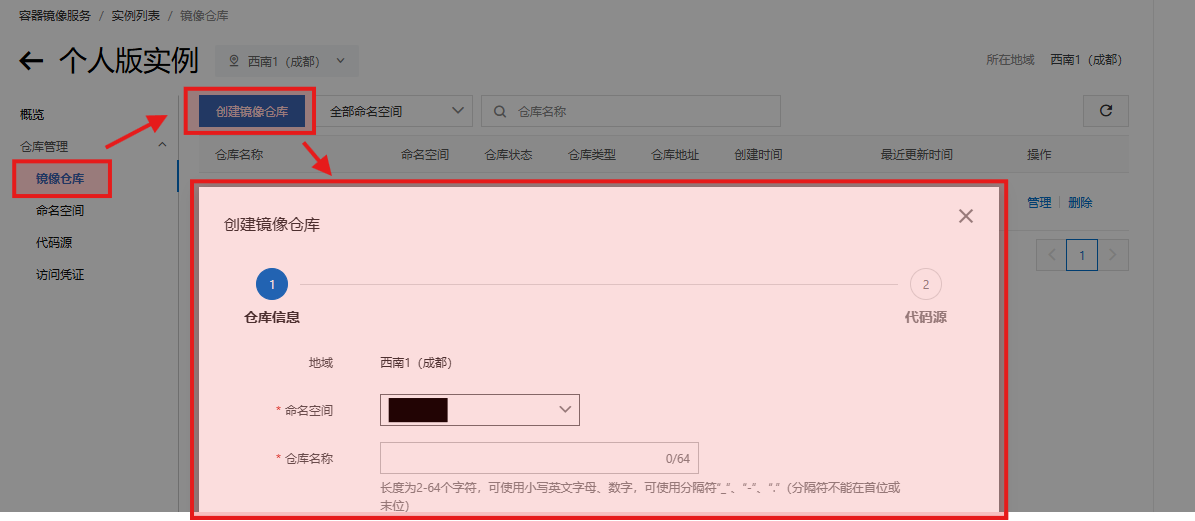 容器镜像服务 / 实例列表 / 镜像仓库
个人版实例 西南1（成都）
所在地域 西南1（成都）
概览
仓库管理
镜像仓库
命名空间
代码源
访问凭证
创建镜像仓库 全部命名空间 仓库名称
仓库名称 命名空间 仓库状态 仓库类型 仓库地址 创建时间 最近更新时间 操作
管理 删除
1
创建镜像仓库
1 2
仓库信息 代码源
地域 西南1（成都）
* 命名空间
* 仓库名称 0/64
长度为2-64个字符，可使用小写英文字母、数字，可使用分隔符“_”、“-”、“.”（分隔符不能在首位或
末位）